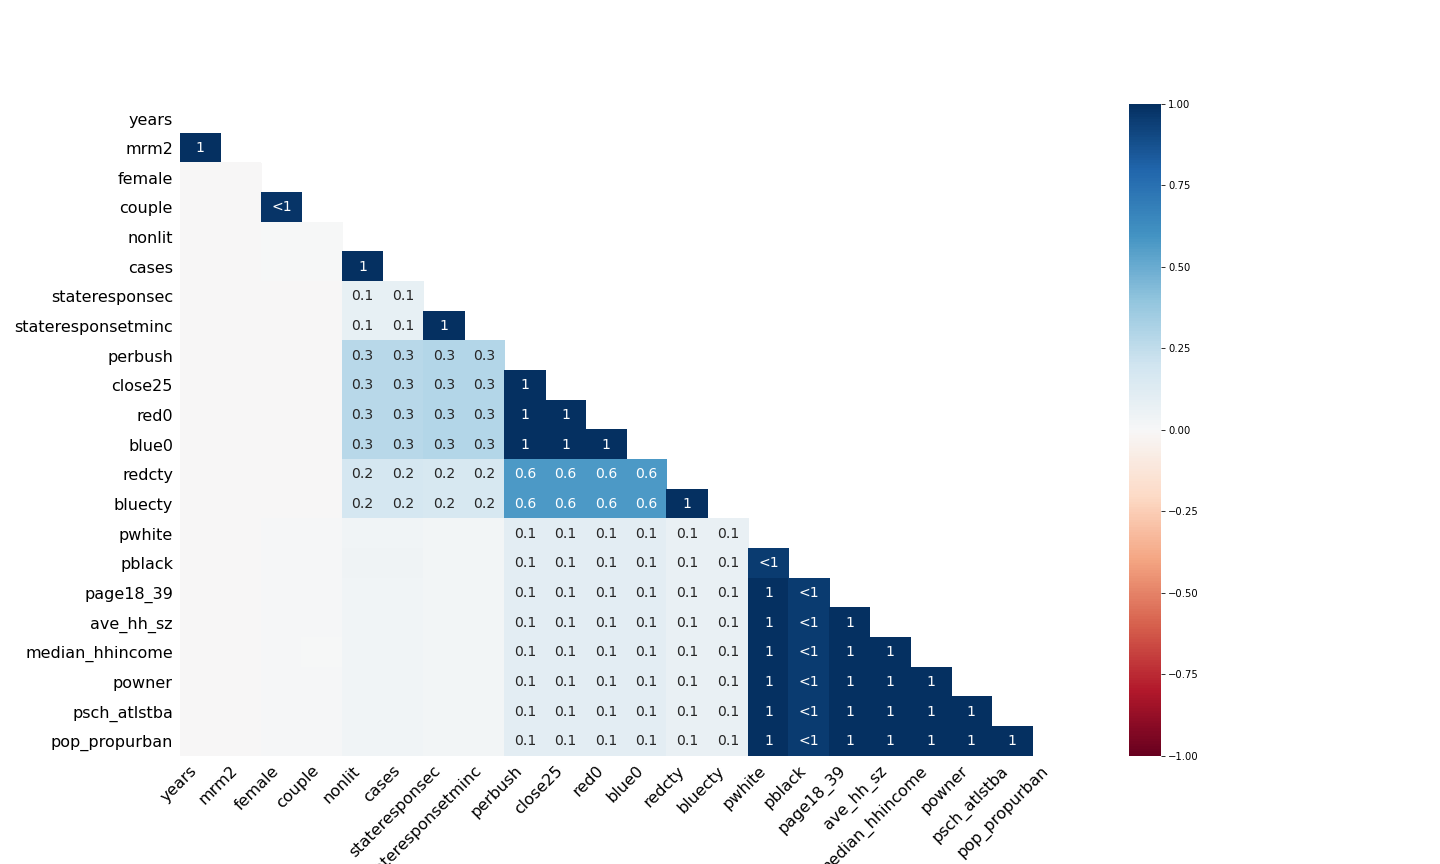 years
mrm2 1
female
couple <1
nonlit
cases 1
stateresponsec 0.1 0.1
stateresponsetminc 0.1 0.1 1
perbush 0.3 0.3 0.3 0.3
close25 0.3 0.3 0.3 0.3 1
red0 0.3 0.3 0.3 0.3 1 1
blue0 0.3 0.3 0.3 0.3 1 1 1
redcty 0.2 0.2 0.2 0.2 0.6 0.6 0.6 0.6
bluecty 0.2 0.2 0.2 0.2 0.6 0.6 0.6 0.6 1
pwhite 0.1 0.1 0.1 0.1 0.1 0.1
pblack 0.1 0.1 0.1 0.1 0.1 0.1 <1
page18_39 0.1 0.1 0.1 0.1 0.1 0.1 1 <1
ave_hh_sz 0.1 0.1 0.1 0.1 0.1 0.1 1 <1 1
median_hhincome 0.1 0.1 0.1 0.1 0.1 0.1 1 <1 1 1
powner 0.1 0.1 0.1 0.1 0.1 0.1 1 <1 1 1 1
psch_atlstba 0.1 0.1 0.1 0.1 0.1 0.1 1 <1 1 1 1 1
pop_propurban 0.1 0.1 0.1 0.1 0.1 0.1 1 <1 1 1 1 1 1
years
mrm2
female
couple
nonlit
cases
stateresponsec
teresponsetminc
perbush
close25
red0
blue0
redcty
bluecty
pwhite
pblack
page18_39
ave_hh_sz
median_hhincome
powner
psch_atlstba
pop_propurban
1.00
0.75
0.50
0.25
0.00
−0.25
−0.50
−0.75
−1.00